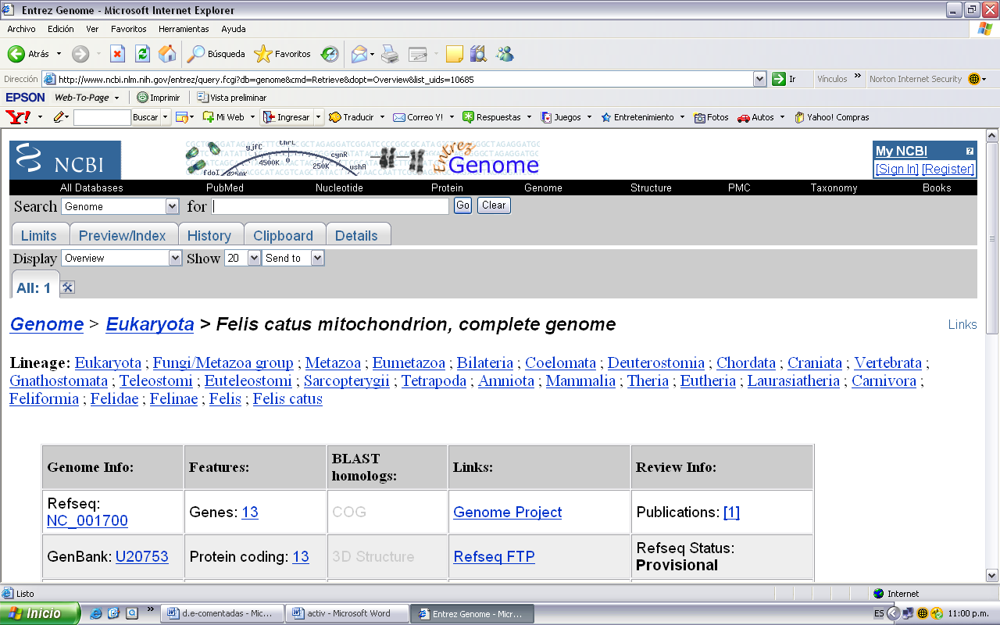 Entrez Genome - Microsoft Internet Explorer
Archivo Edición Ver Favoritos Herramientas Ayuda
Atrás Búsqueda Favoritos
Dirección http://www.ncbi.nlm.nih.gov/entrez/query.fcgi?db=genome&cmd=Retrieve&dopt=Overview&list_uids=10685 Ir Vínculos » Norton Internet Security
EPSON Web-To-Page Imprimir Vista preliminar
Y! Buscar Mi Web Ingresar Traducir Correo Y! Respuestas Juegos Entretenimiento Fotos Autos Yahoo! Compras
NCBI
yjfC thrL cynR
4500K 0 250K ushA
fdoI 4250K
Entrez Genome
My NCBI ?
[Sign In] [Register]
All Databases PubMed Nucleotide Protein Genome Structure PMC Taxonomy Books
Search Genome for Go Clear
Limits Preview/Index History Clipboard Details
Display Overview Show 20 Send to
All: 1
Genome > Eukaryota > Felis catus mitochondrion, complete genome Links
Lineage: Eukaryota ; Fungi/Metazoa group ; Metazoa ; Eumetazoa ; Bilateria ; Coelomata ; Deuterostomia ; Chordata ; Craniata ; Vertebrata ;
Gnathostomata ; Teleostomi ; Euteleostomi ; Sarcopterygii ; Tetrapoda ; Amniota ; Mammalia ; Theria ; Eutheria ; Laurasiatheria ; Carnivora ;
Feliformia ; Felidae ; Felinae ; Felis ; Felis catus
Genome Info: Features: BLAST homologs: Links: Review Info:
Refseq: NC_001700 Genes: 13 COG Genome Project Publications: [1]
GenBank: U20753 Protein coding: 13 3D Structure Refseq FTP Refseq Status: Provisional
Listo Internet
Inicio » d.e-comentadas - Mic... activ - Microsoft Word Entrez Genome - Micr... ES 11:00 p.m.